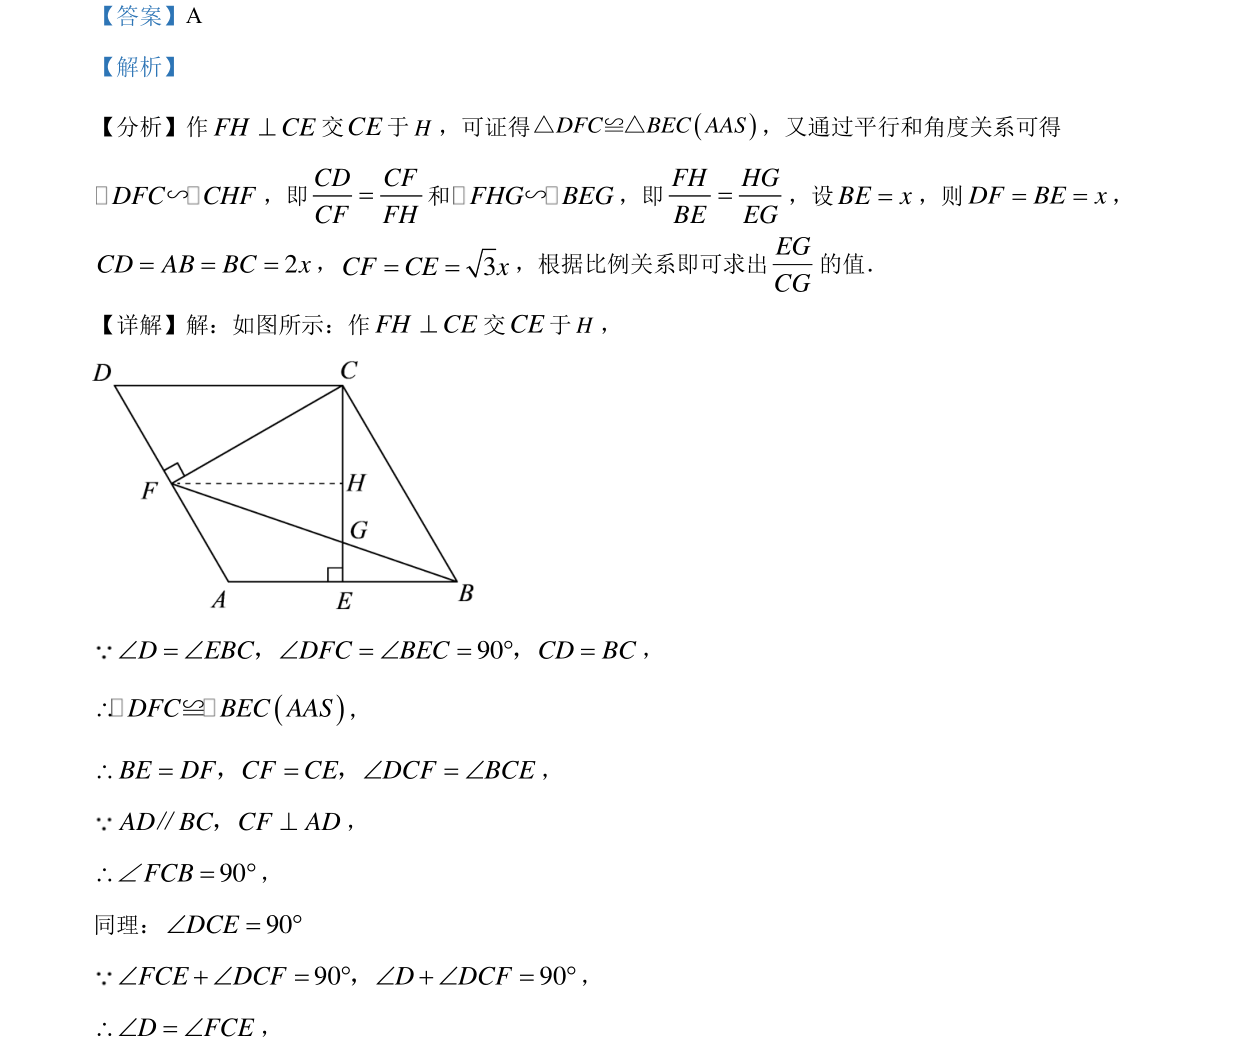 【答案】A
【解析】
【分析】作 FH ⊥ CE 交 CE 于 H ，可证得△DFC≌△BEC(AAS)，又通过平行和角度关系可得
□DFC∽□CHF ，即 CD/CF = CF/FH 和□FHG∽□BEG，即 FH/BE = HG/EG ，设 BE = x ，则 DF = BE = x，
CD = AB = BC = 2x，CF = CE = √3x，根据比例关系即可求出 EG/CG 的值．
【详解】解：如图所示：作 FH ⊥ CE 交 CE 于 H ，
D C
F H
G
A E B
∵∠D = ∠EBC，∠DFC = ∠BEC = 90°，CD = BC ，
∴□DFC≌□BEC(AAS)，
∴BE = DF，CF = CE，∠DCF = ∠BCE ，
∵AD∥BC，CF ⊥ AD ，
∴∠FCB = 90°，
同理：∠DCE = 90°
∵∠FCE + ∠DCF = 90°，∠D + ∠DCF = 90°，
∴∠D = ∠FCE ，